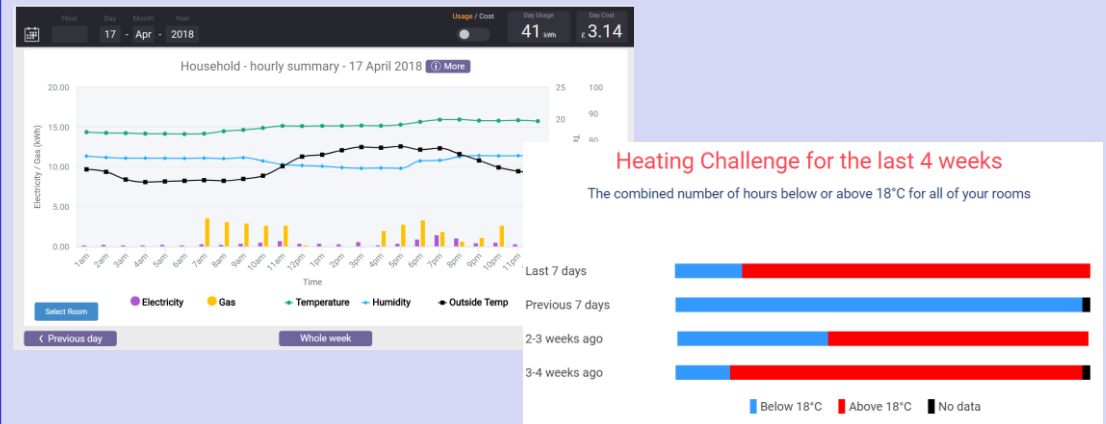 Hour Day Month Year
17 - Apr - 2018
Usage / Cost
Day Usage
41 kWh
Day Cost
£ 3.14
Household - hourly summary - 17 April 2018 More
20.00
15.00
10.00
5.00
0.00
Electricity / Gas (kWh)
25
20
100
90
80
1am 2am 3am 4am 5am 6am 7am 8am 9am 10am 11am 12pm 1pm 2pm 3pm 4pm 5pm 6pm 7pm 8pm 9pm 10pm 11pm
Time
Electricity Gas Temperature Humidity Outside Temp
Select Room
Previous day
Whole week
Heating Challenge for the last 4 weeks
The combined number of hours below or above 18°C for all of your rooms
Last 7 days
Previous 7 days
2-3 weeks ago
3-4 weeks ago
Below 18°C Above 18°C No data